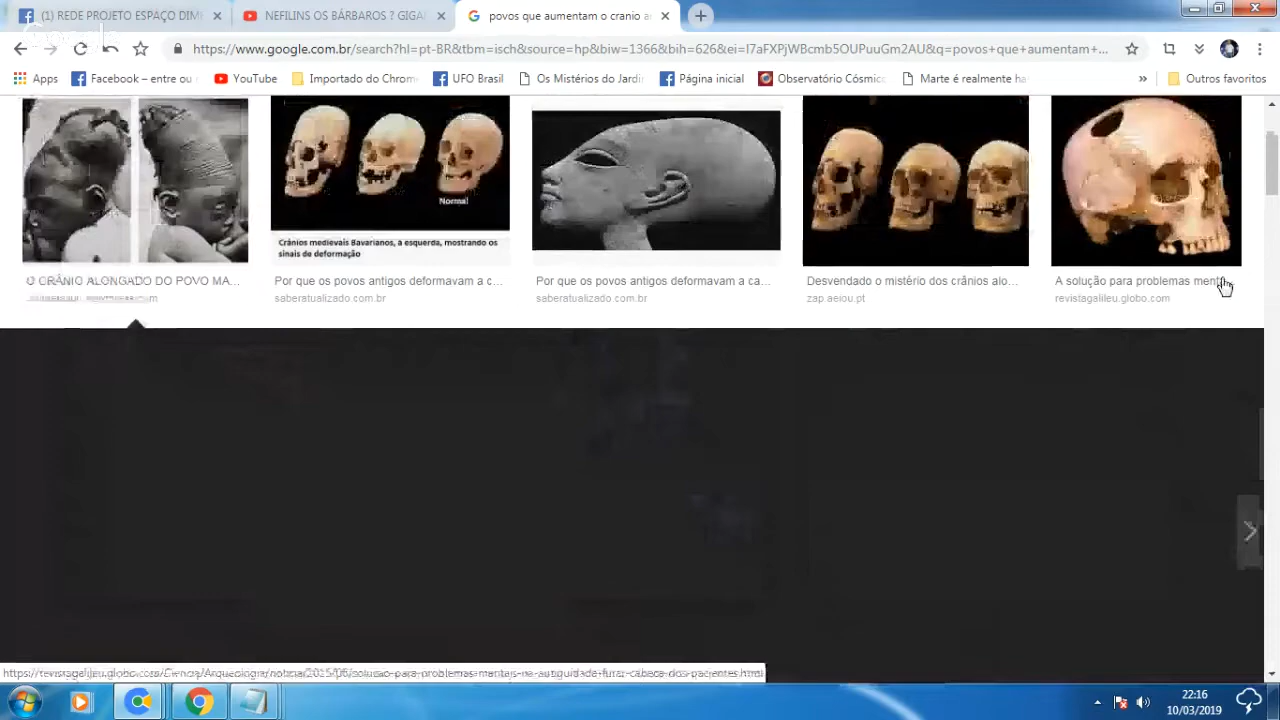 (1) REDE PROJETO ESPAÇO DIM
NEFILINS OS BÁRBAROS ? GIGA
povos que aumentam o cranio a
Google
https://www.google.com.br/search?hl=pt-BR&tbm=isch&source=hp&biw=1366&bih=626&ei=I7aFXPjWBcmb5OUPuuGm2AU&q=povos+que+aumentam+...
Apps
Facebook – entre ou
YouTube
Importado do Chrom
UFO Brasil
Os Mistérios do Jardi
Página inicial
Observatório Cósmic
Marte é realmente ha
»
Outros favoritos
Normal
Crânios medievais Bavarianos, à esquerda, mostrando os
sinais de deformação
O CRÂNIO ALONGADO DO POVO MA...
Por que os povos antigos deformavam a c...
Por que os povos antigos deformavam a ca...
Desvendado o mistério dos crânios alo...
A solução para problemas menta
saberatualizado.com.br
saberatualizado.com.br
zap.aeiou.pt
revistagalileu.globo.com
22:16
10/03/2019